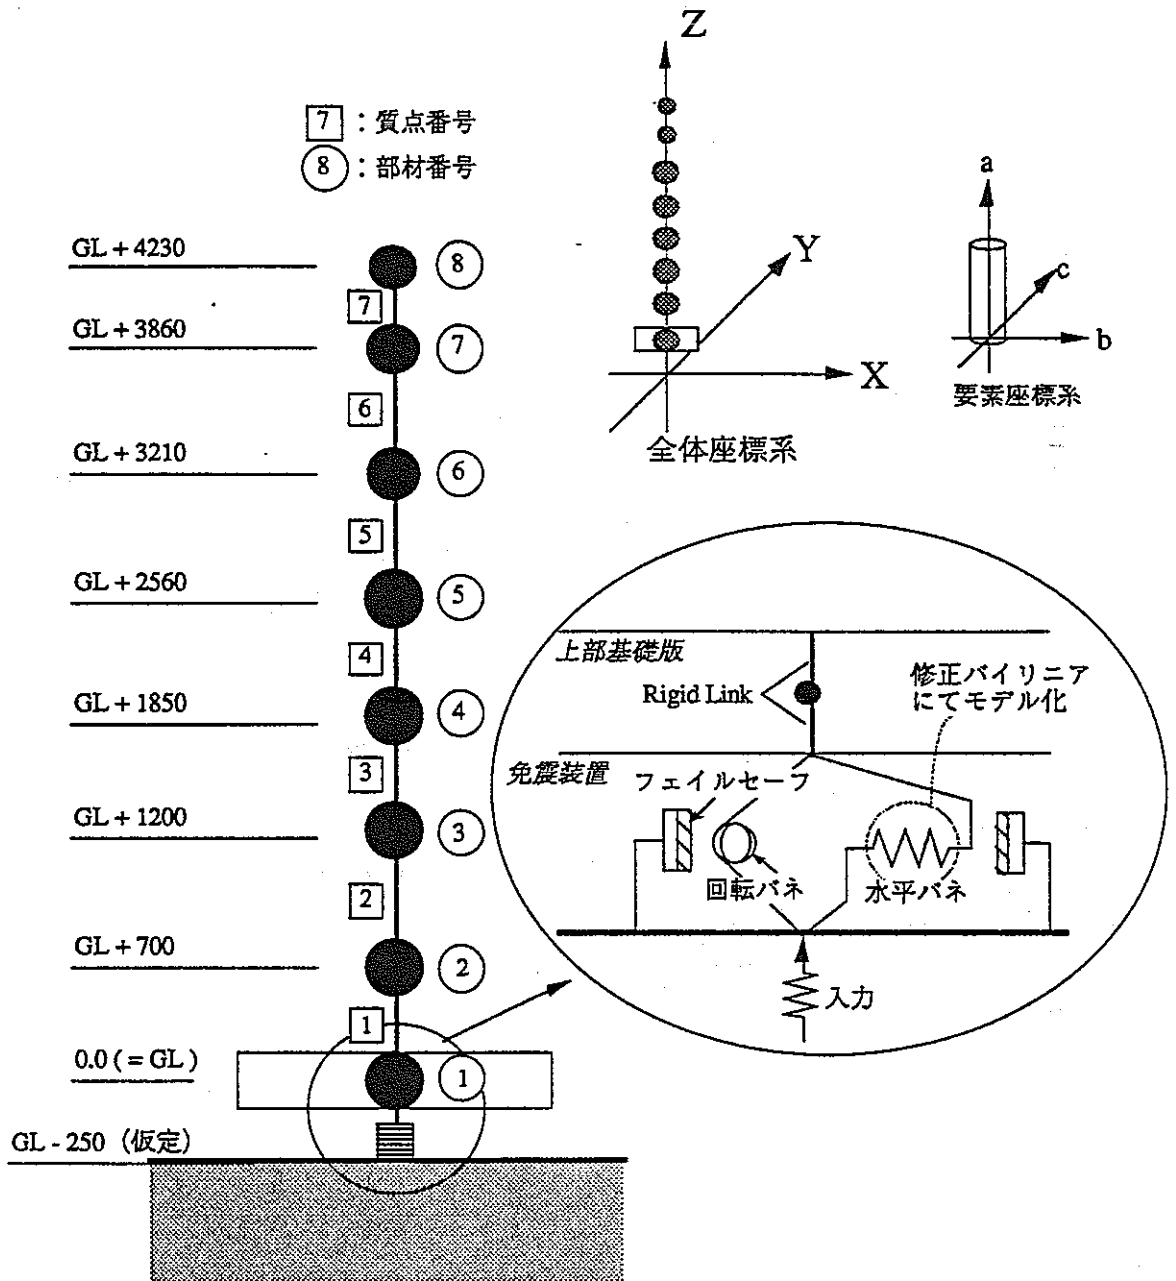 Z
7 : 質点番号
8 : 部材番号
a
Y
c
b
X
要素座標系
全体座標系
GL + 4230
8
7
GL + 3860
7
6
GL + 3210
6
5
GL + 2560
5
4
GL + 1850
4
3
GL + 1200
3
2
GL + 700
2
1
0.0 ( = GL )
1
GL - 250 (仮定)
上部基礎版
Rigid Link
修正バイリニア
にてモデル化
免震装置
フェイルセーフ
回転バネ
水平バネ
入力